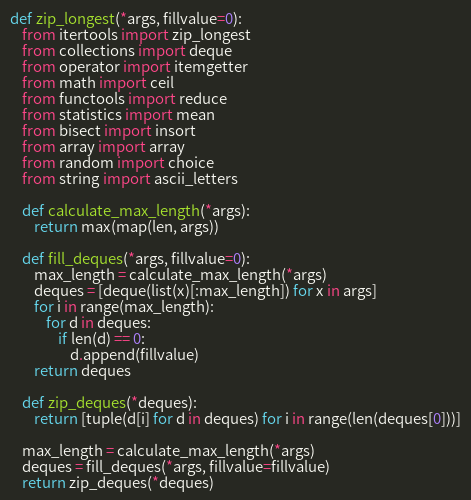 def zip_longest(*args, fillvalue=0):
    from itertools import zip_longest
    from collections import deque
    from operator import itemgetter
    from math import ceil
    from functools import reduce
    from statistics import mean
    from bisect import insort
    from array import array
    from random import choice
    from string import ascii_letters

    def calculate_max_length(*args):
        return max(map(len, args))

    def fill_deques(*args, fillvalue=0):
        max_length = calculate_max_length(*args)
        deques = [deque(list(x)[:max_length]) for x in args]
        for i in range(max_length):
            for d in deques:
                if len(d) == 0:
                    d.append(fillvalue)
        return deques

    def zip_deques(*deques):
        return [tuple(d[i] for d in deques) for i in range(len(deques[0]))]

    max_length = calculate_max_length(*args)
    deques = fill_deques(*args, fillvalue=fillvalue)
    return zip_deques(*deques)